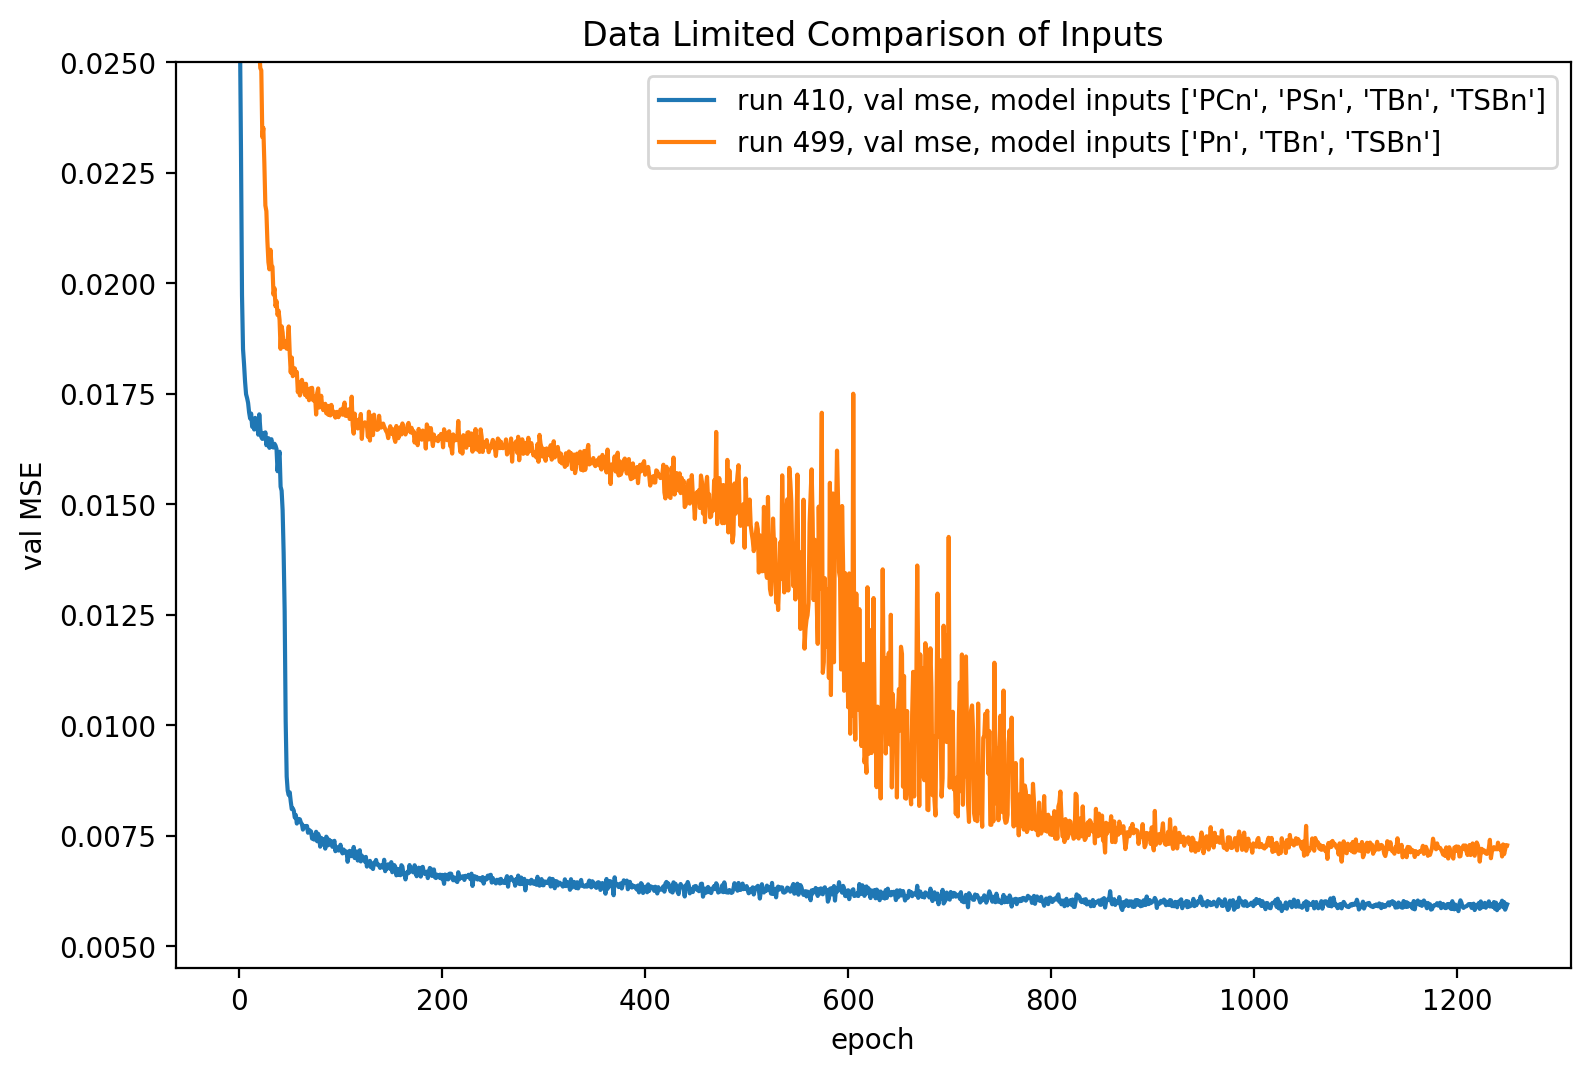 Data Limited Comparison of Inputs
run 410, val mse, model inputs ['PCn', 'PSn', 'TBn', 'TSBn']
run 499, val mse, model inputs ['Pn', 'TBn', 'TSBn']
val MSE
0.0250
0.0225
0.0200
0.0175
0.0150
0.0125
0.0100
0.0075
0.0050
0 200 400 600 800 1000 1200
epoch